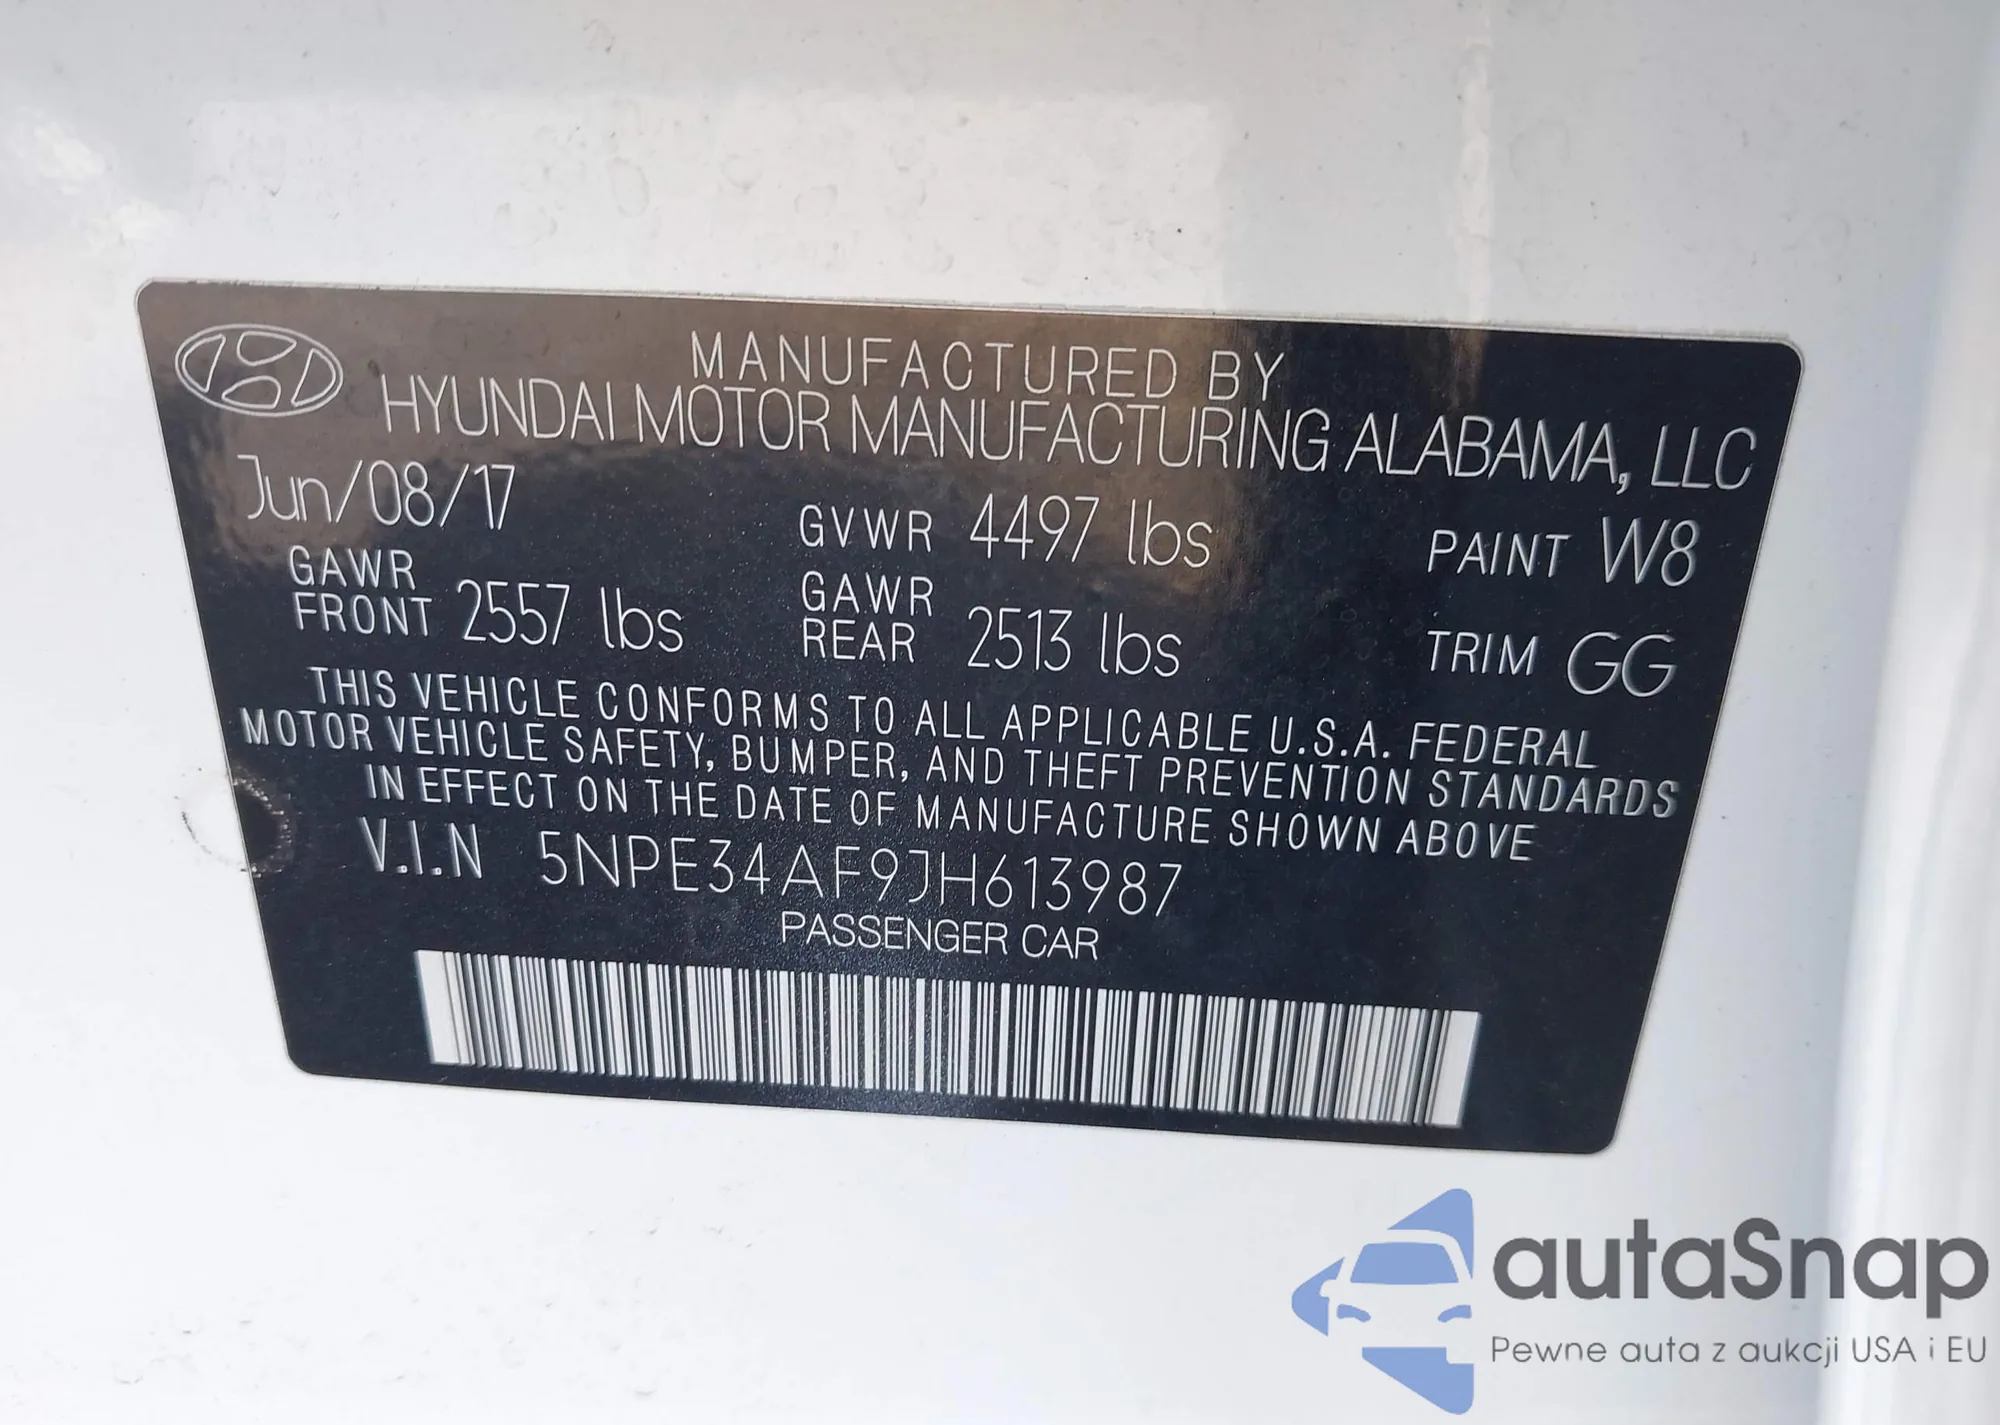 MANUFACTURED BY
HYUNDAI MOTOR MANUFACTURING ALABAMA, LLC
Jun/08/17 GVWR 4497 lbs PAINT W8
GAWR FRONT 2557 lbs GAWR REAR 2513 lbs TRIM GG
THIS VEHICLE CONFORMS TO ALL APPLICABLE U.S.A. FEDERAL
MOTOR VEHICLE SAFETY, BUMPER, AND THEFT PREVENTION STANDARDS
IN EFFECT ON THE DATE OF MANUFACTURE SHOWN ABOVE
V.I.N 5NPE34AF9JH613987
PASSENGER CAR
autaSnap
Pewne auta z aukcji USA i EU